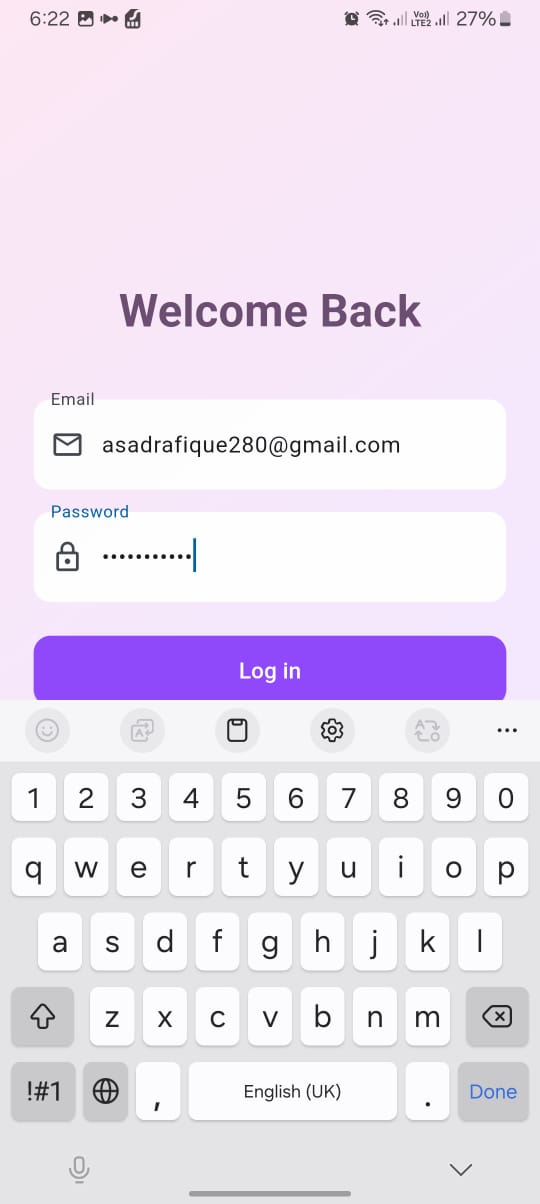 6:22
Vo)) LTE2 27%
Welcome Back
Email
asadrafique280@gmail.com
Password
•••••••••••
Log in
1 2 3 4 5 6 7 8 9 0
q w e r t y u i o p
a s d f g h j k l
z x c v b n m
!#1 , English (UK) . Done